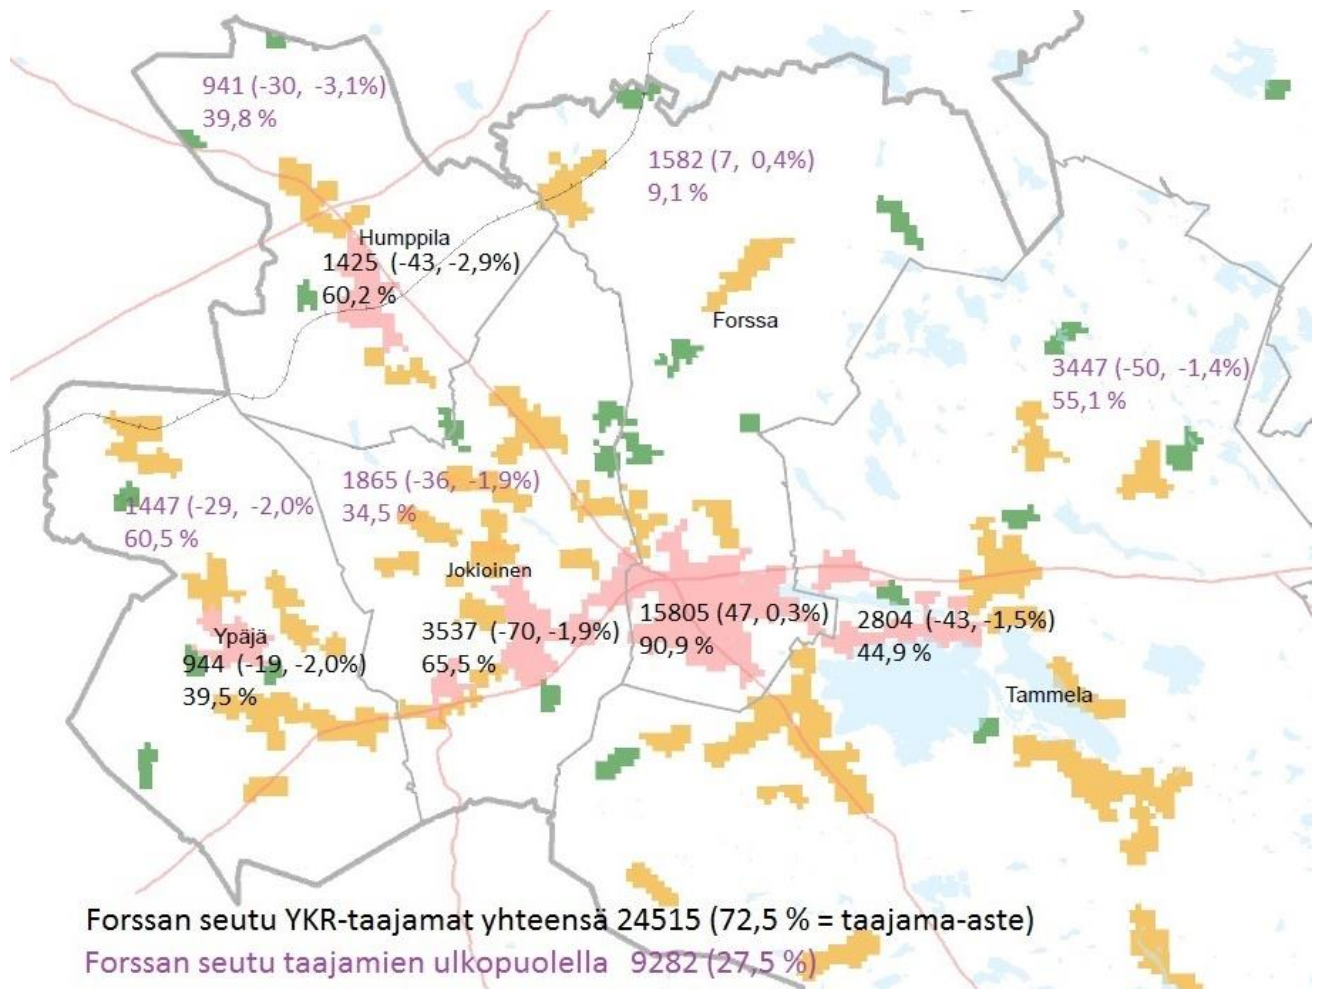 941 (-30, -3,1%)
39,8 %
1582 (7, 0,4%)
9,1 %
Humppila
1425 (-43, -2,9%)
60,2 %
Forssa
3447 (-50, -1,4%)
55,1 %
1865 (-36, -1,9%)
34,5 %
1447 (-29, -2,0%
60,5 %
Jokioinen
3537 (-70, -1,9%)
65,5 %
15805 (47, 0,3%)
90,9 %
2804 (-43, -1,5%)
44,9 %
Ypäjä
944 (-19, -2,0%)
39,5 %
Tammela
Forssan seutu YKR-taajamat yhteensä 24515 (72,5 % = taajama-aste)
Forssan seutu taajamien ulkopuolella 9282 (27,5 %)